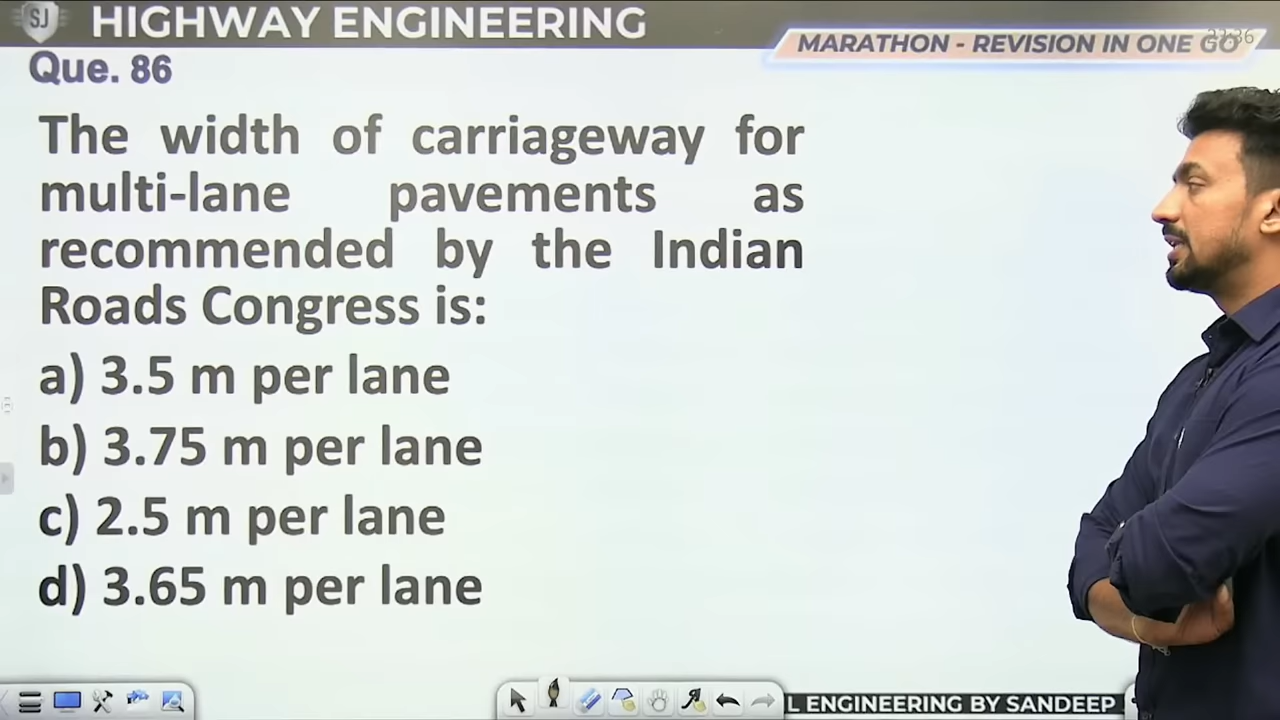 SJ
HIGHWAY ENGINEERING
MARATHON - REVISION IN ONE GO
Que. 86
The width of carriageway for
multi-lane pavements as
recommended by the Indian
Roads Congress is:
a) 3.5 m per lane
b) 3.75 m per lane
c) 2.5 m per lane
d) 3.65 m per lane
L ENGINEERING BY SANDEEP